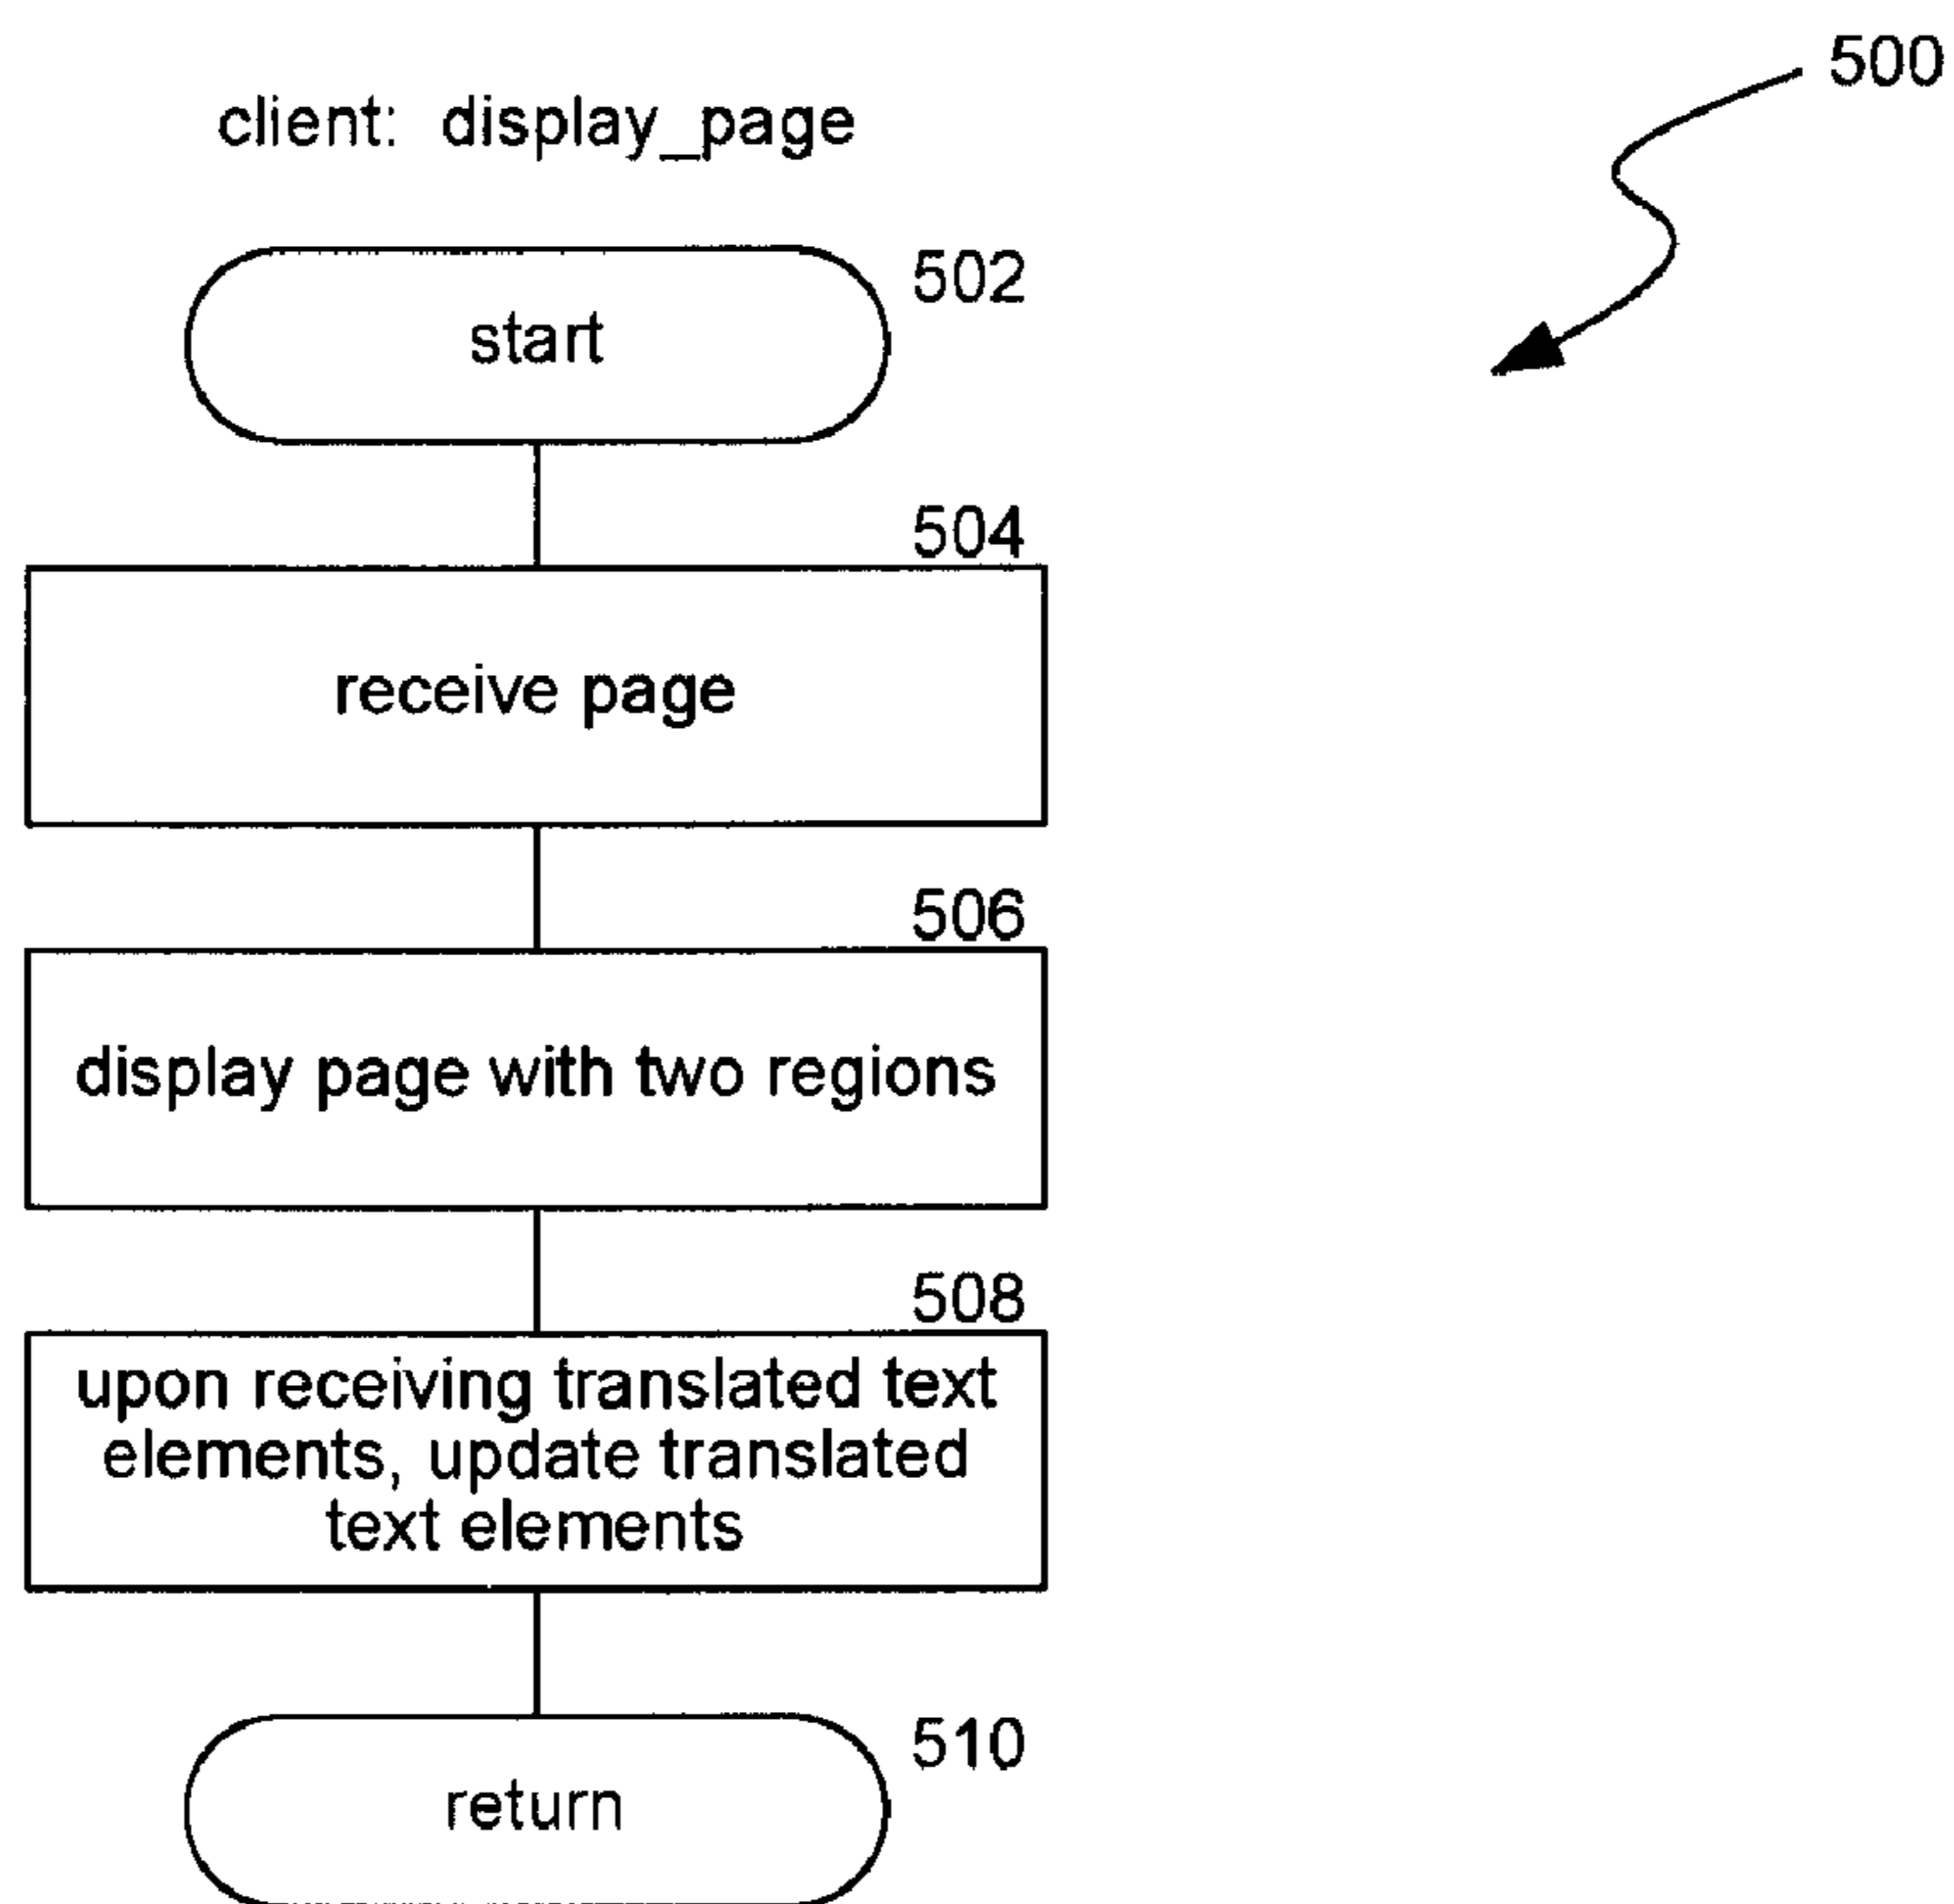 500
client: display_page
502
start
504
receive page
506
display page with two regions
508
upon receiving translated text
elements, update translated
text elements
510
return